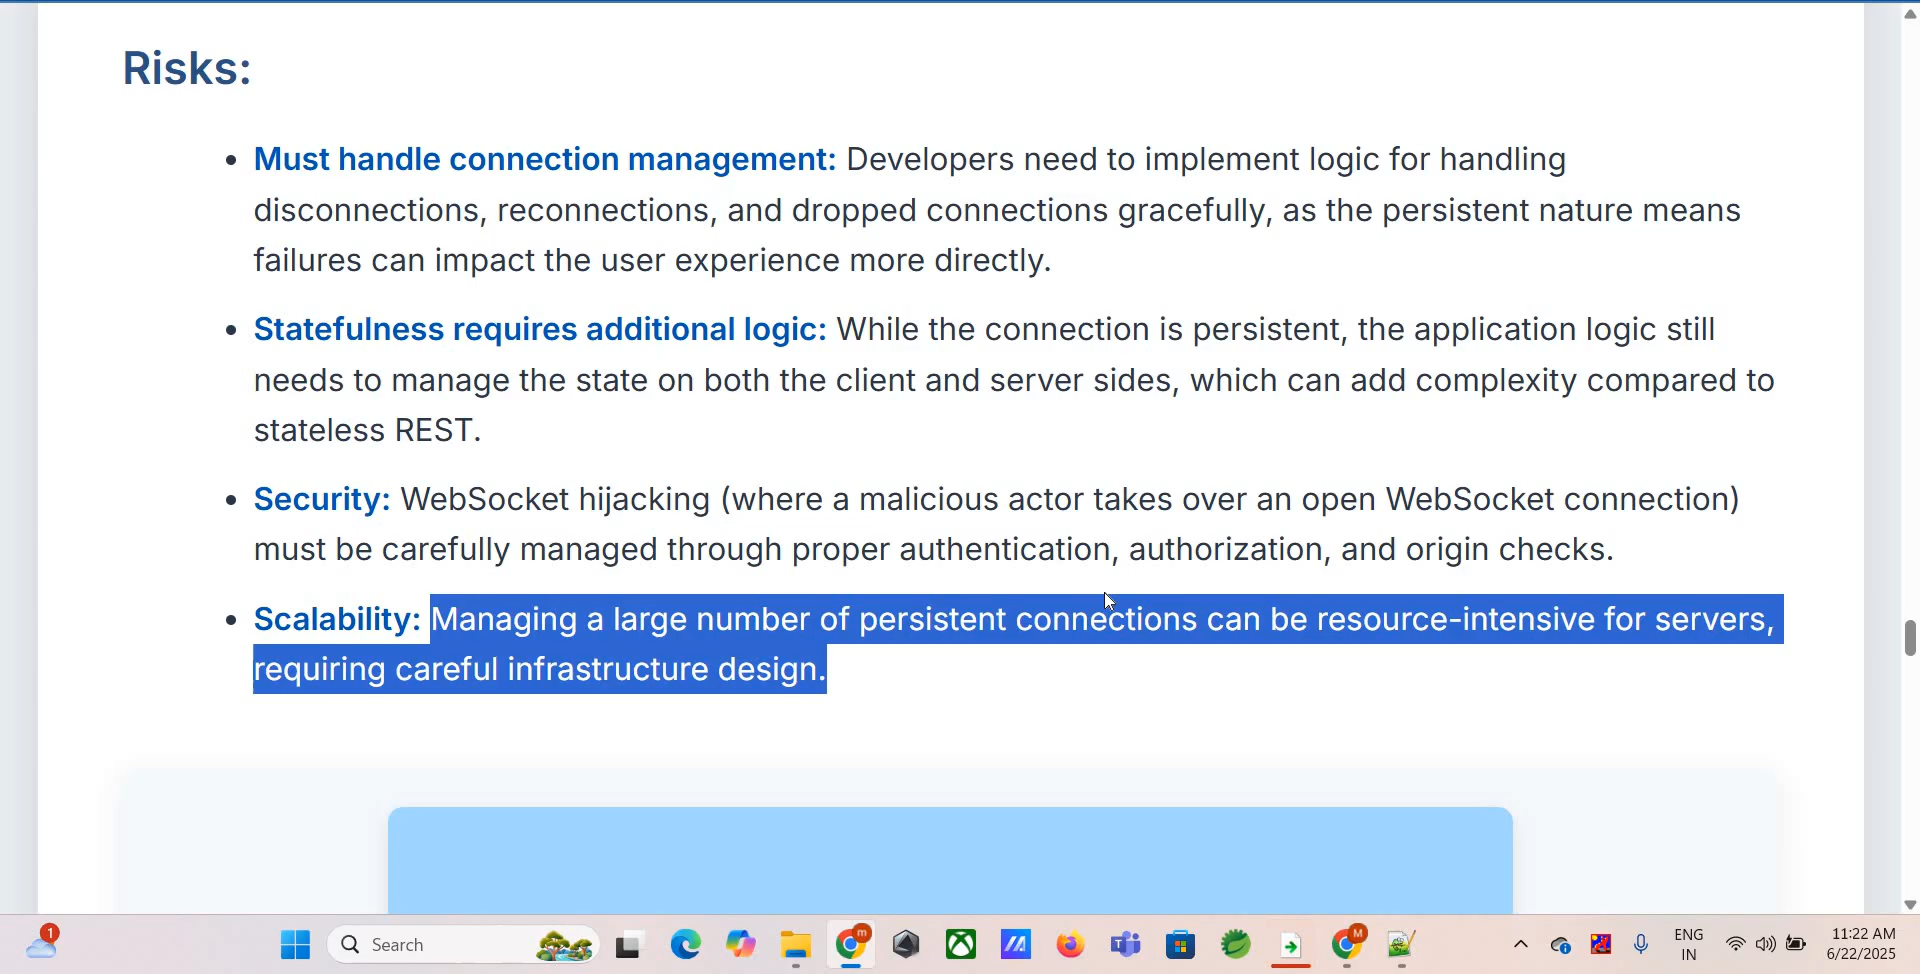 Risks:
Must handle connection management: Developers need to implement logic for handling
disconnections, reconnections, and dropped connections gracefully, as the persistent nature means
failures can impact the user experience more directly.
Statefulness requires additional logic: While the connection is persistent, the application logic still
needs to manage the state on both the client and server sides, which can add complexity compared to
stateless REST.
Security: WebSocket hijacking (where a malicious actor takes over an open WebSocket connection)
must be carefully managed through proper authentication, authorization, and origin checks.
Scalability: Managing a large number of persistent connections can be resource-intensive for servers,
requiring careful infrastructure design.
1
Search
m
T
M
ENG
IN
11:22 AM
6/22/2025